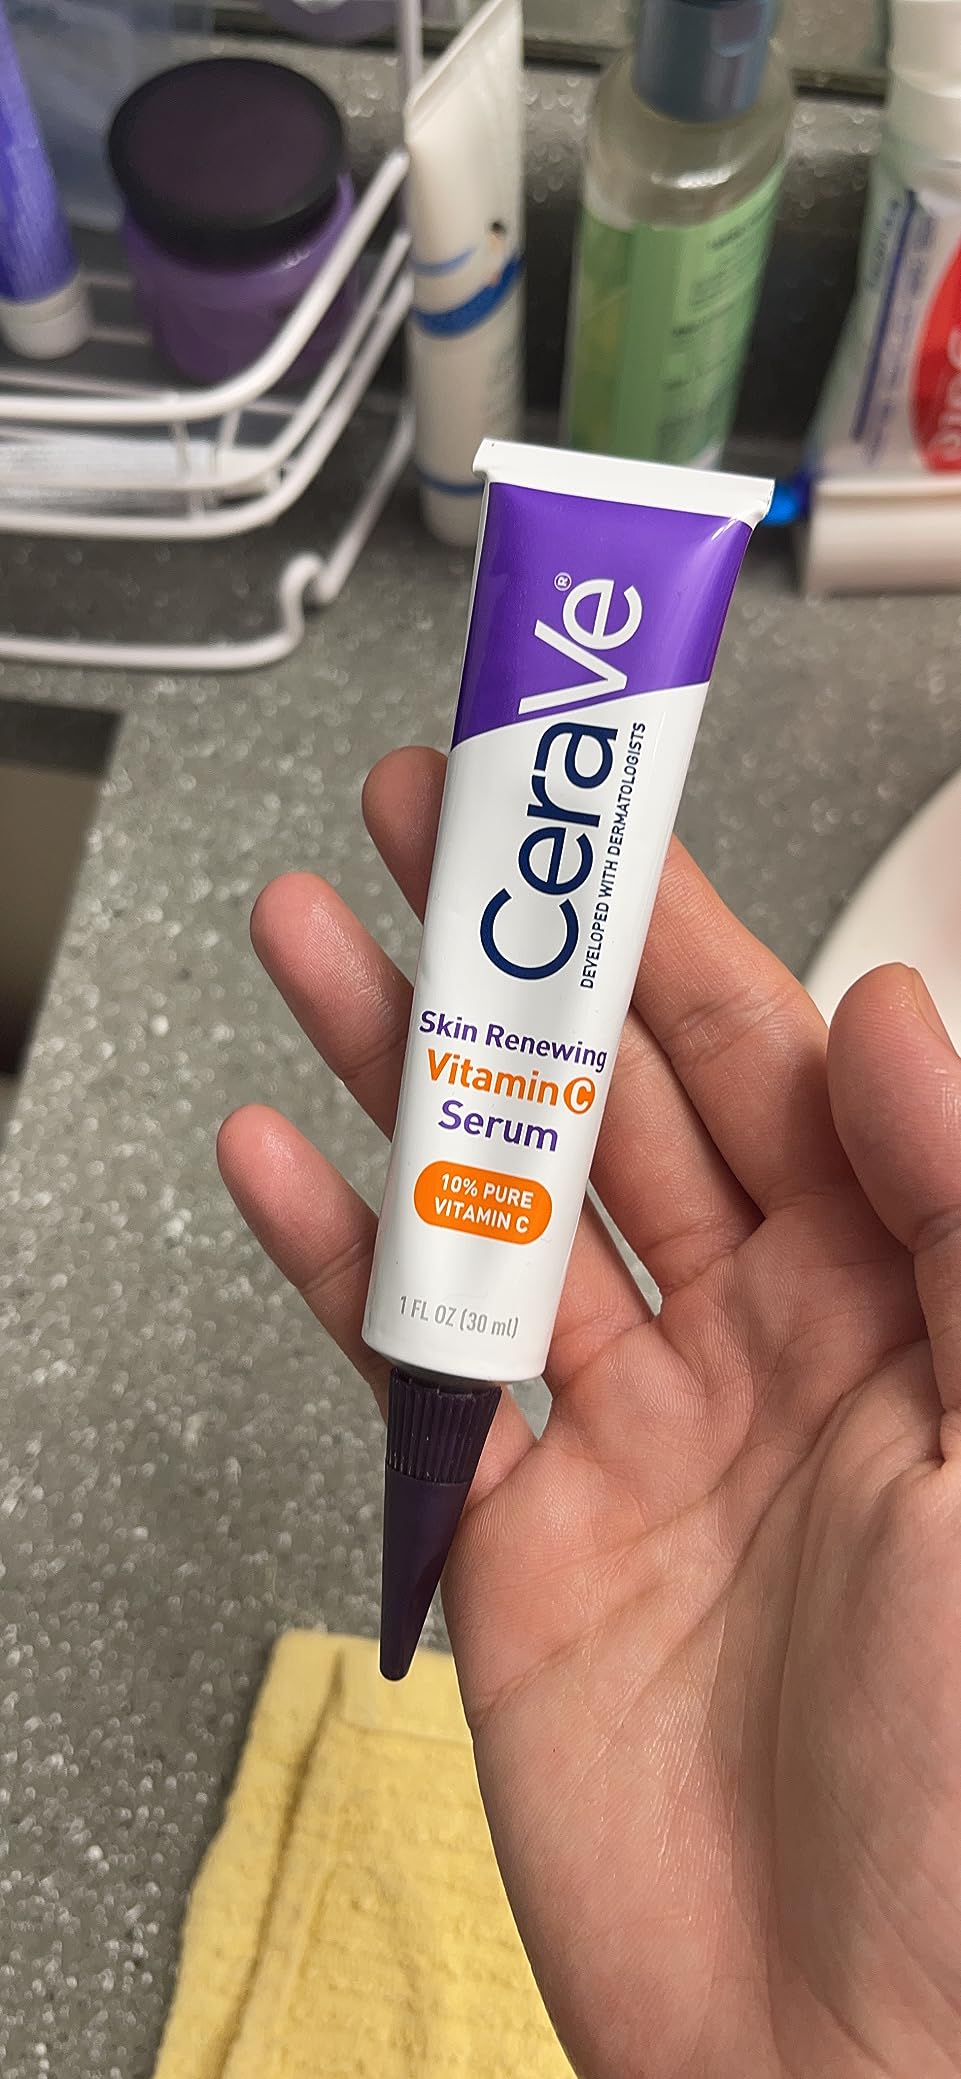 CeraVe®
DEVELOPED WITH DERMATOLOGISTS
Skin Renewing
Vitamin C
Serum
10% PURE
VITAMIN C
1 FL OZ (30 ml)